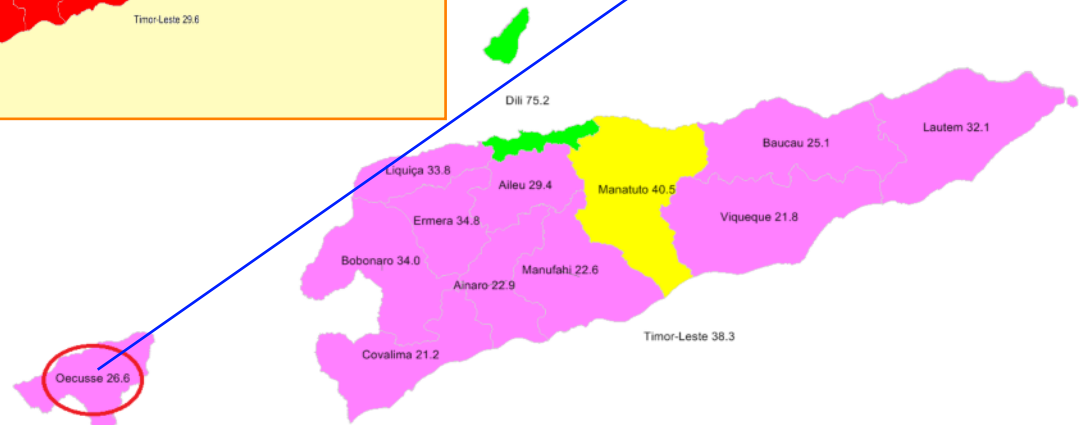 Timor-Leste 29.6
Dili 75.2
Lautem 32.1
Baucau 25.1
Liquiça 33.8
Aileu 29.4
Manatuto 40.5
Viqueque 21.8
Ermera 34.8
Bobonaro 34.0
Manufahi 22.6
Ainaro 22.9
Timor-Leste 38.3
Covalima 21.2
Oecusse 26.6